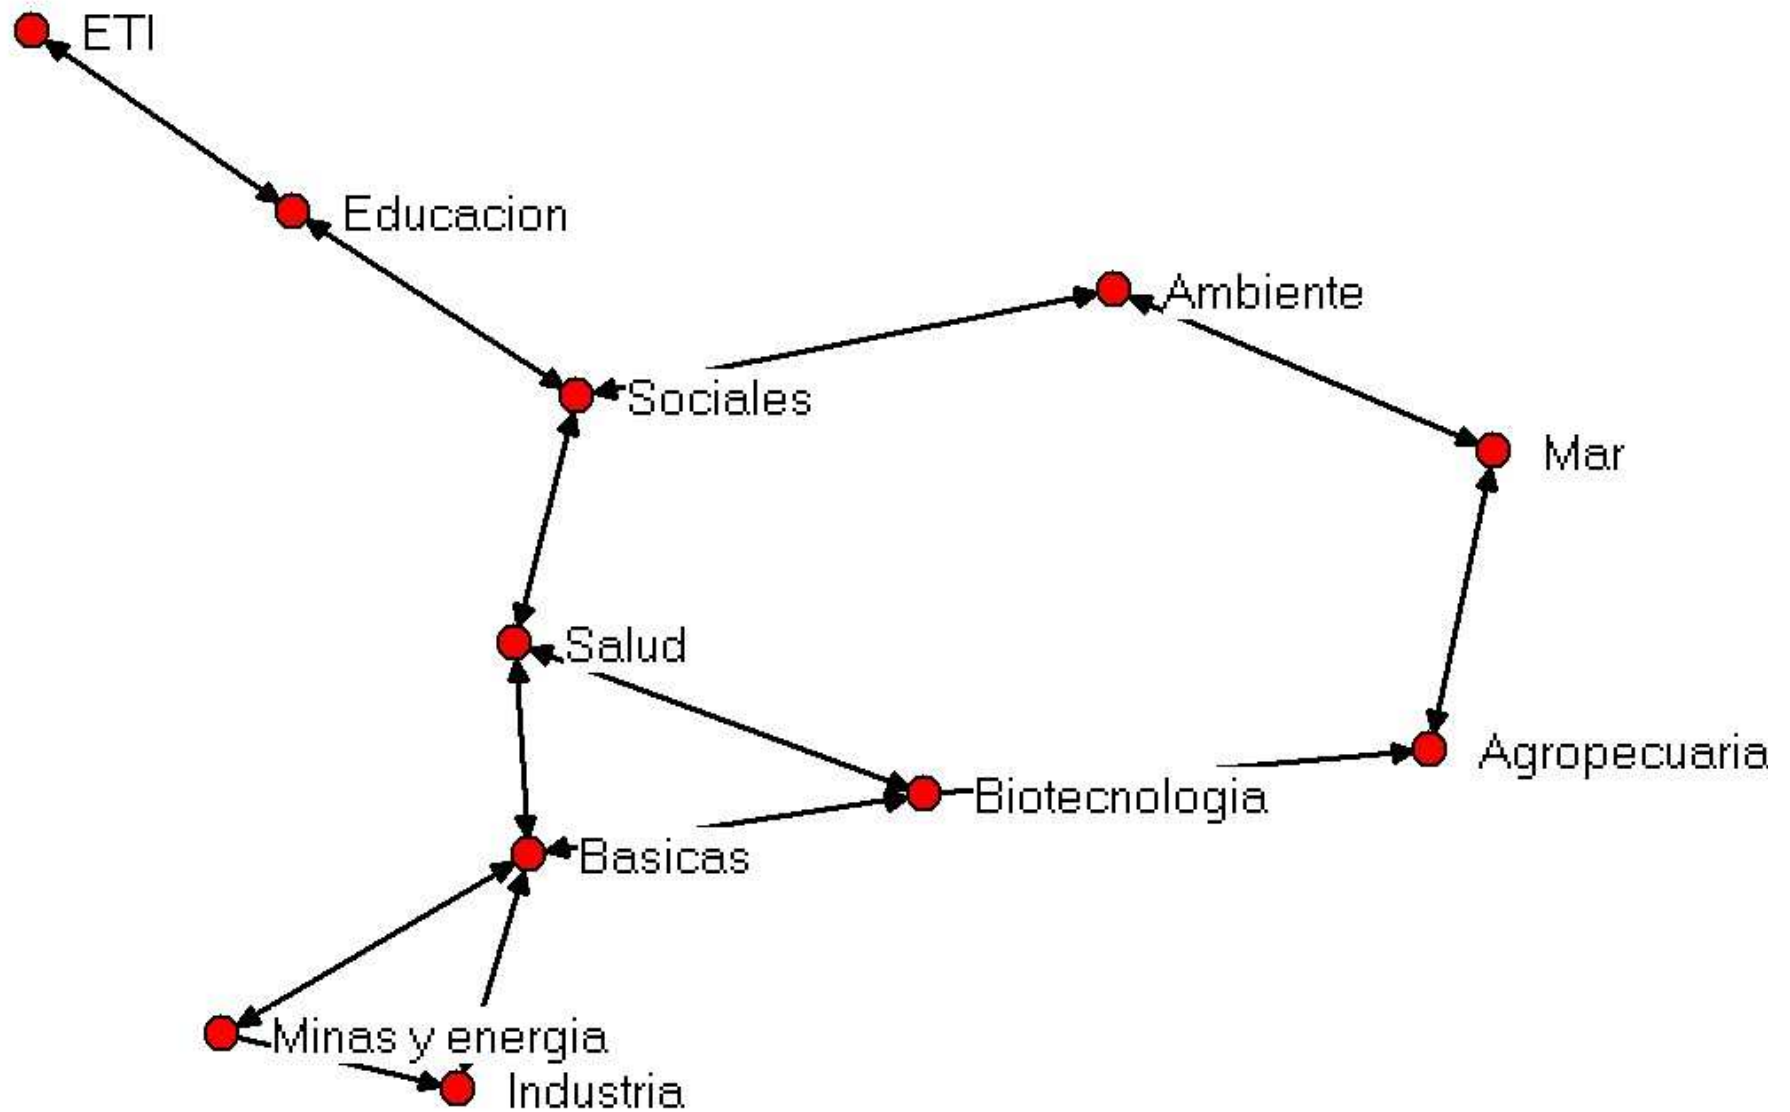 ETI
Educacion
Ambiente
Sociales
Mar
Salud
Agropecuaria
Biotecnologia
Basicas
Minas y energia
Industria